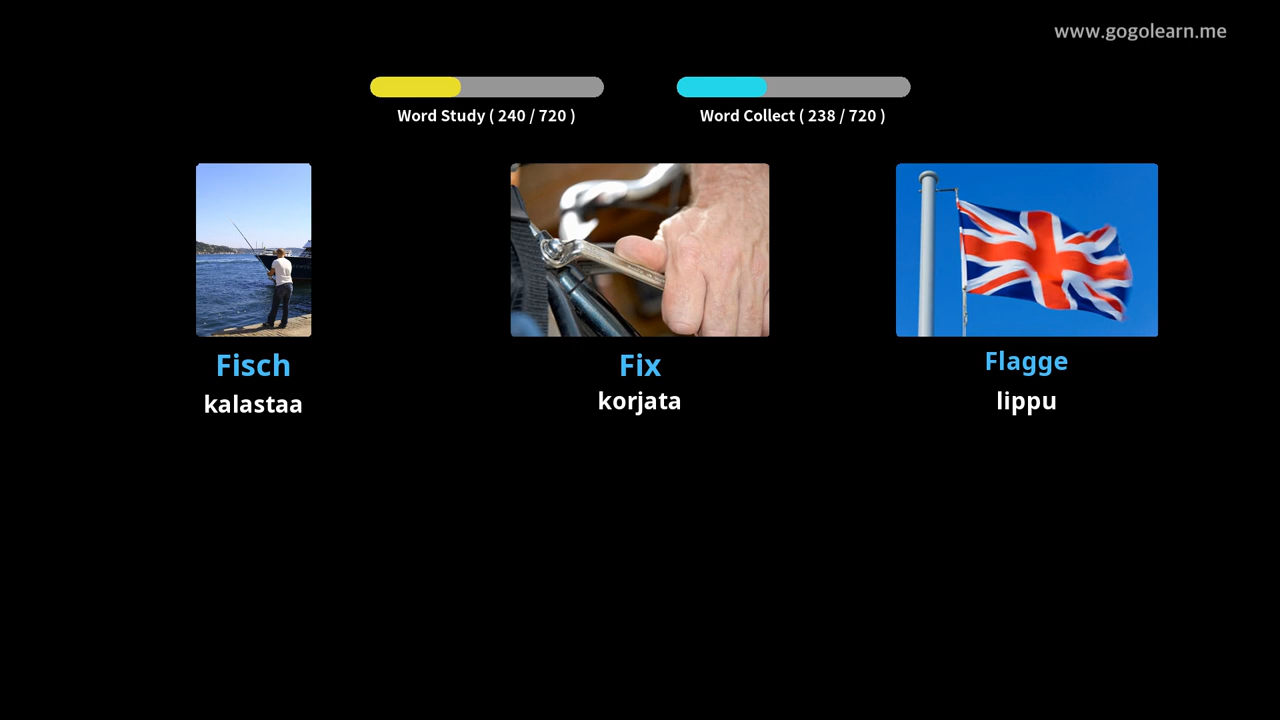 www.gogolearn.me
Word Study ( 240 / 720 )
Word Collect ( 238 / 720 )
Fisch
kalastaa
Fix
korjata
Flagge
lippu